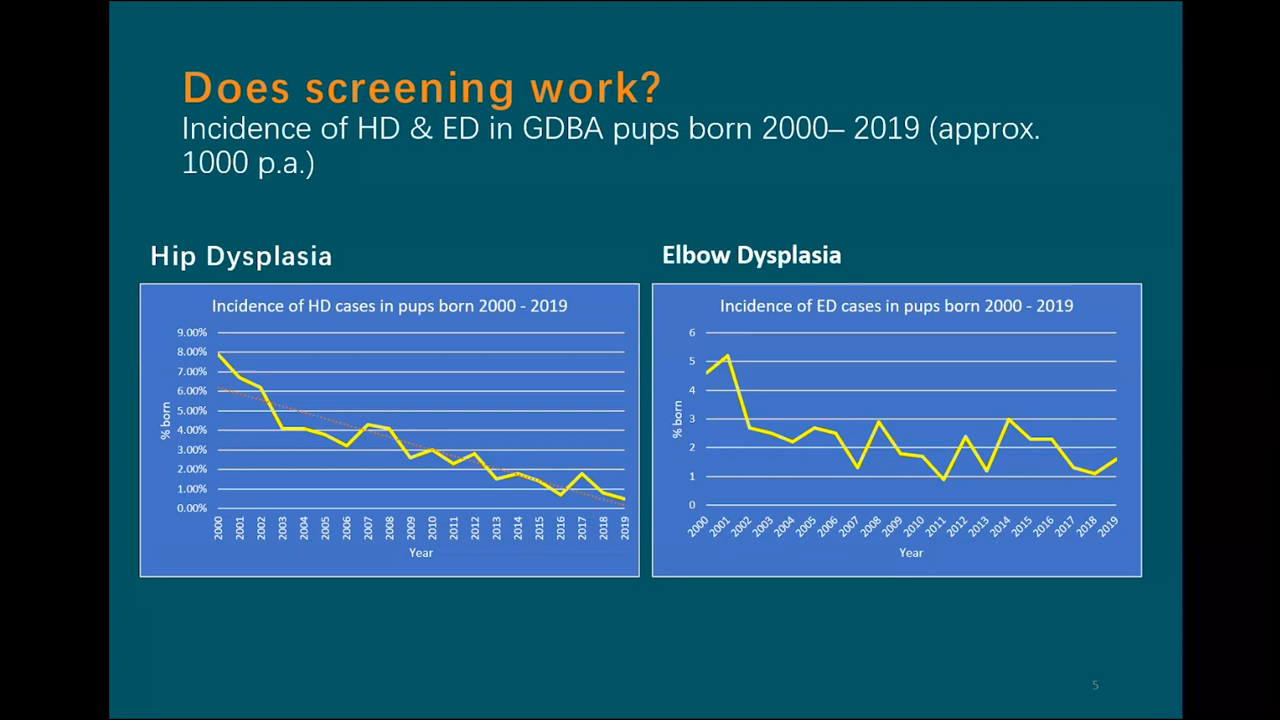 Does screening work?
Incidence of HD & ED in GDBA pups born 2000– 2019 (approx.
1000 p.a.)
Hip Dysplasia
Incidence of HD cases in pups born 2000 - 2019
9.00%
8.00%
7.00%
6.00%
5.00%
4.00%
3.00%
2.00%
1.00%
0.00%
% born
2000 2001 2002 2003 2004 2005 2006 2007 2008 2009 2010 2011 2012 2013 2014 2015 2016 2017 2018 2019
Year
Elbow Dysplasia
Incidence of ED cases in pups born 2000 - 2019
6
5
4
3
2
1
0
% born
2000 2001 2002 2003 2004 2005 2006 2007 2008 2009 2010 2011 2012 2013 2014 2015 2016 2017 2018 2019
Year
5